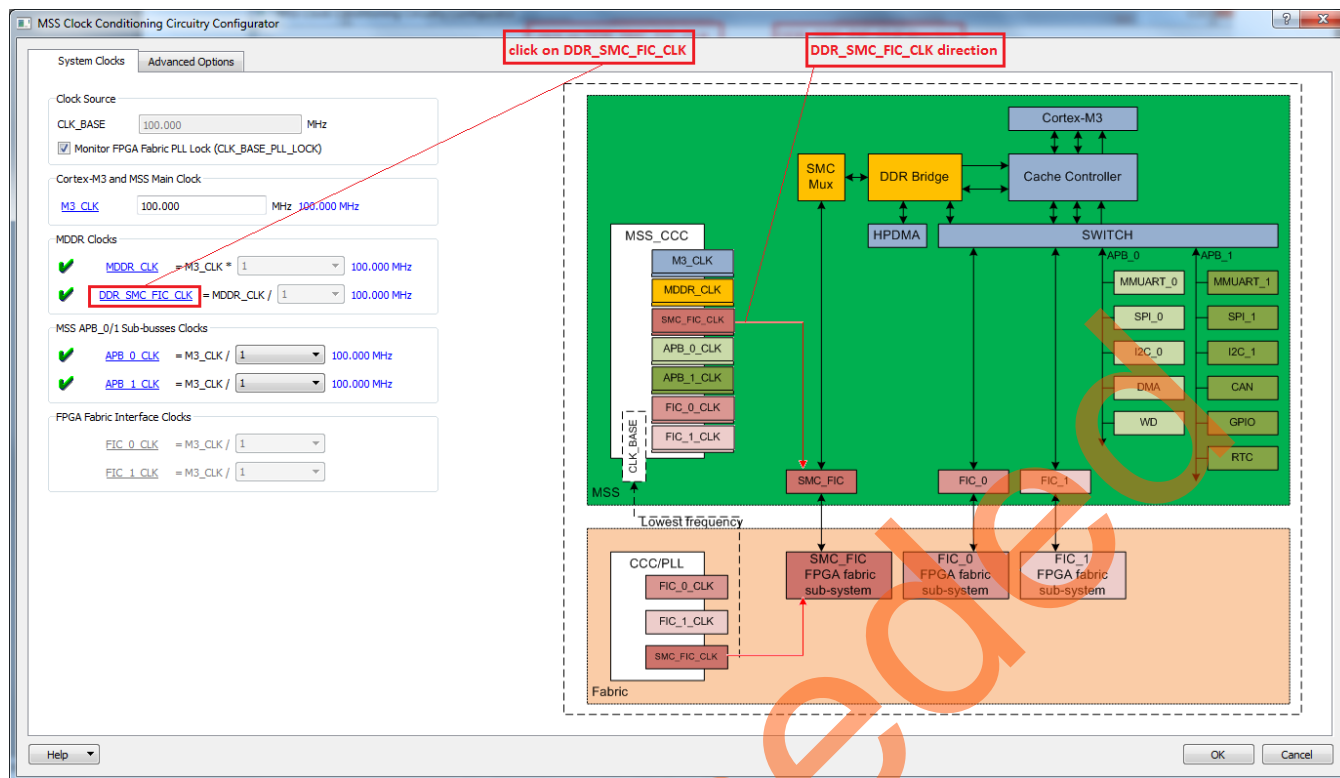 MSS Clock Conditioning Circuitry Configurator
click on DDR_SMC_FIC_CLK
DDR_SMC_FIC_CLK direction
System Clocks
Advanced Options
Clock Source
CLK_BASE 100.000 MHz
Monitor FPGA Fabric PLL Lock (CLK_BASE_PLL_LOCK)
Cortex-M3 and MSS Main Clock
M3_CLK 100.000 MHz 100.000 MHz
MDDR Clocks
MDDR_CLK = M3_CLK * 1 100.000 MHz
DDR_SMC_FIC_CLK = MDDR_CLK / 1 100.000 MHz
MSS APB_0/1 Sub-busses Clocks
APB_0_CLK = M3_CLK / 1 100.000 MHz
APB_1_CLK = M3_CLK / 1 100.000 MHz
FPGA Fabric Interface Clocks
FIC_0_CLK = M3_CLK / 1
FIC_1_CLK = M3_CLK / 1
Cortex-M3
SMC
Mux
DDR Bridge
Cache Controller
HPDMA
SWITCH
MSS_CCC
M3_CLK
MDDR_CLK
SMC_FIC_CLK
APB_0_CLK
APB_1_CLK
FIC_0_CLK
FIC_1_CLK
CLK_BASE
APB_0
APB_1
MMUART_0
MMUART_1
SPI_0
SPI_1
I2C_0
I2C_1
DMA
CAN
WD
GPIO
RTC
SMC_FIC
FIC_0
FIC_1
MSS
Lowest frequency
CCC/PLL
FIC_0_CLK
FIC_1_CLK
SMC_FIC_CLK
SMC_FIC
FPGA fabric
sub-system
FIC_0
FPGA fabric
sub-system
FIC_1
FPGA fabric
sub-system
Fabric
eded
Help
OK
Cancel